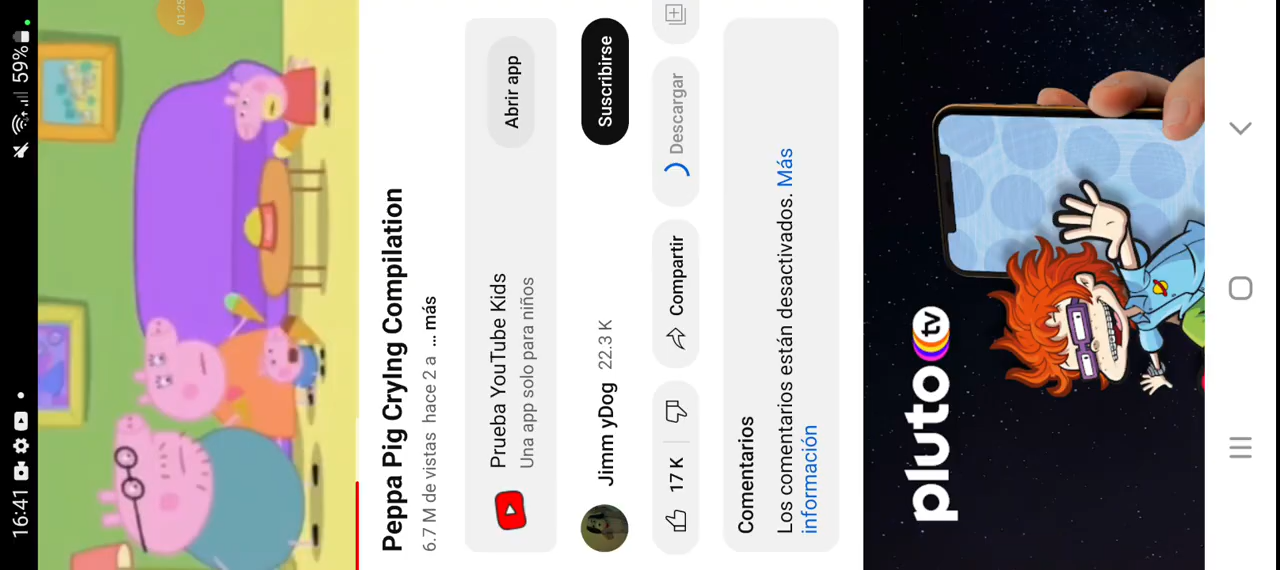 16:41
59%
01:25
Peppa Pig CryIng Compilation
6.7 M de vistas hace 2 a ... más
Prueba YouTube Kids
Una app solo para niños
Abrir app
Jimm yDog 22.3 K
Suscribirse
17 K
Compartir
Descargar
Comentarios
Los comentarios están desactivados. Más
información
pluto tv